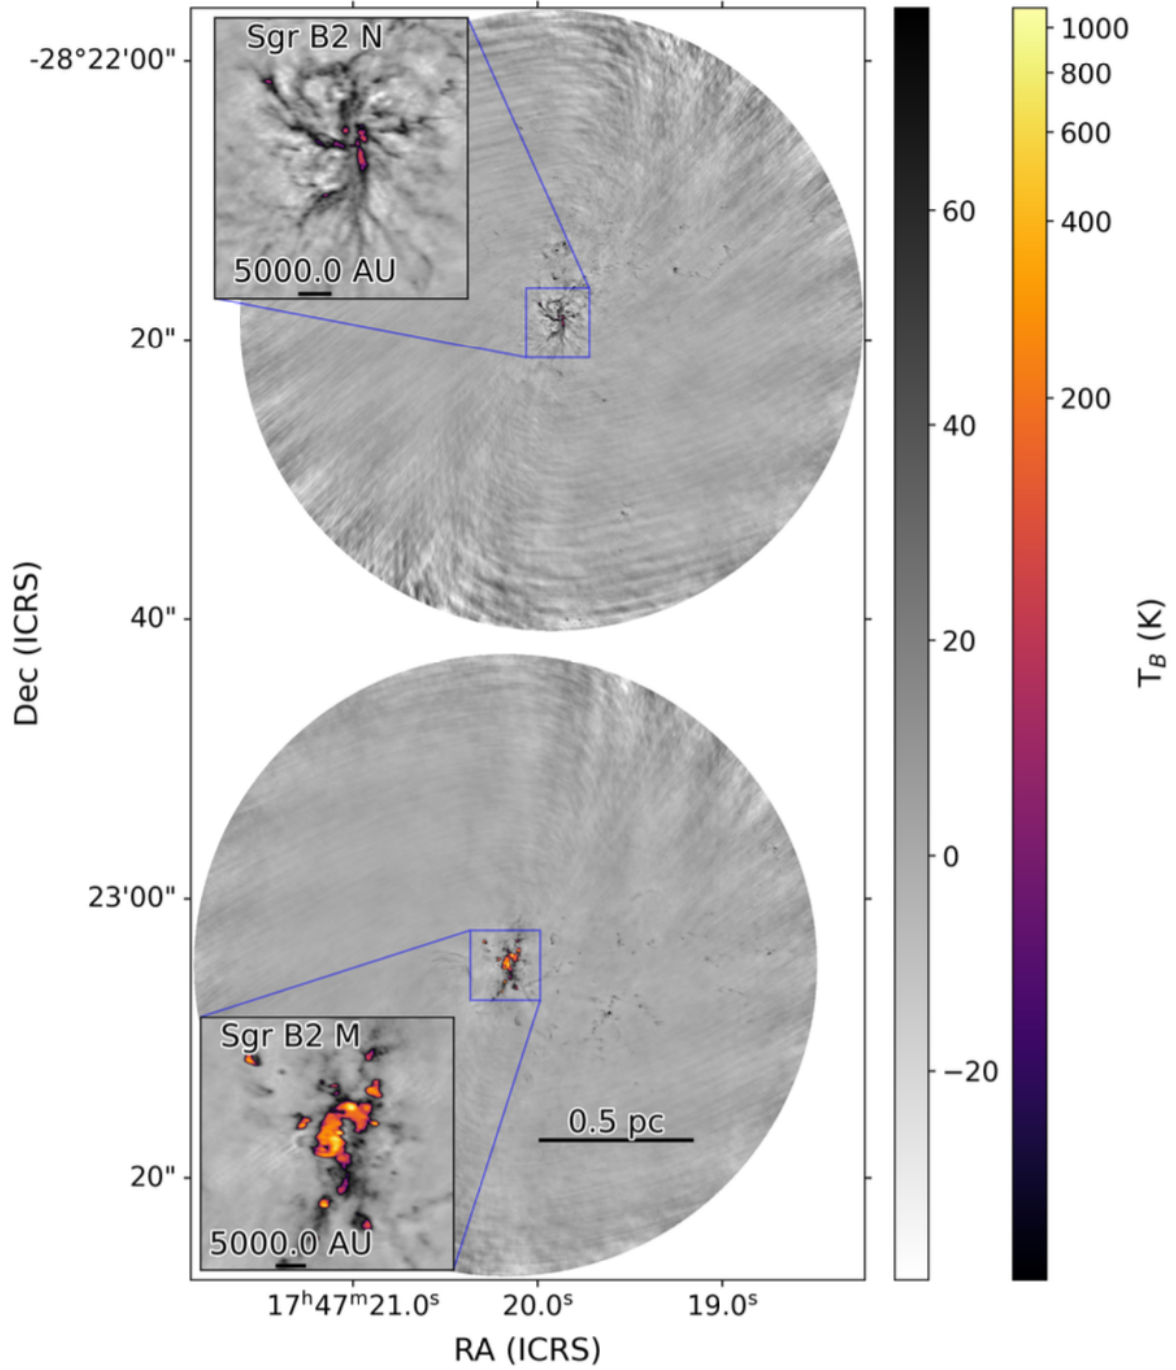 Sgr B2 N
5000.0 AU
-28°22'00"
20"
40"
23'00"
20"
Dec (ICRS)
Sgr B2 M
5000.0 AU
0.5 pc
17ʰ47ᵐ21.0ˢ
20.0ˢ
19.0ˢ
RA (ICRS)
60
40
20
0
−20
1000
800
600
400
200
T_B (K)